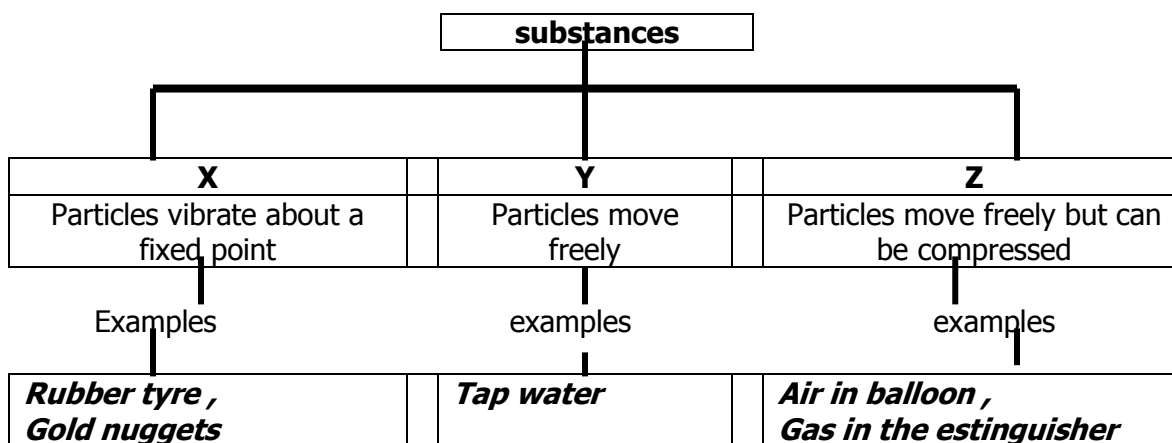 substances
X
Y
Z
Particles vibrate about a
fixed point
Particles move
freely
Particles move freely but can
be compressed
Examples
examples
examples
Rubber tyre ,
Gold nuggets
Tap water
Air in balloon ,
Gas in the estinguisher